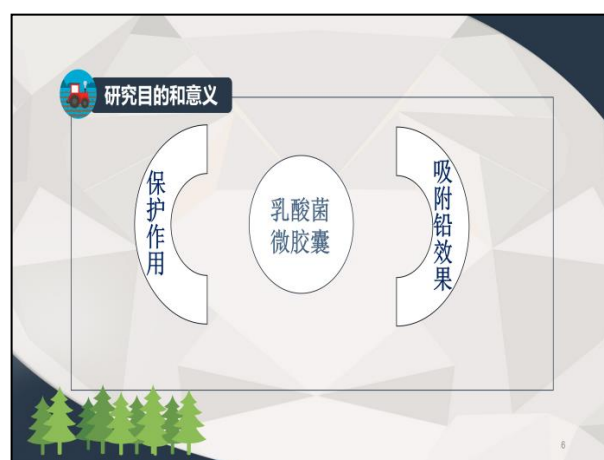 研究目的和意义
保护作用
乳酸菌
微胶囊
吸附铅效果
6